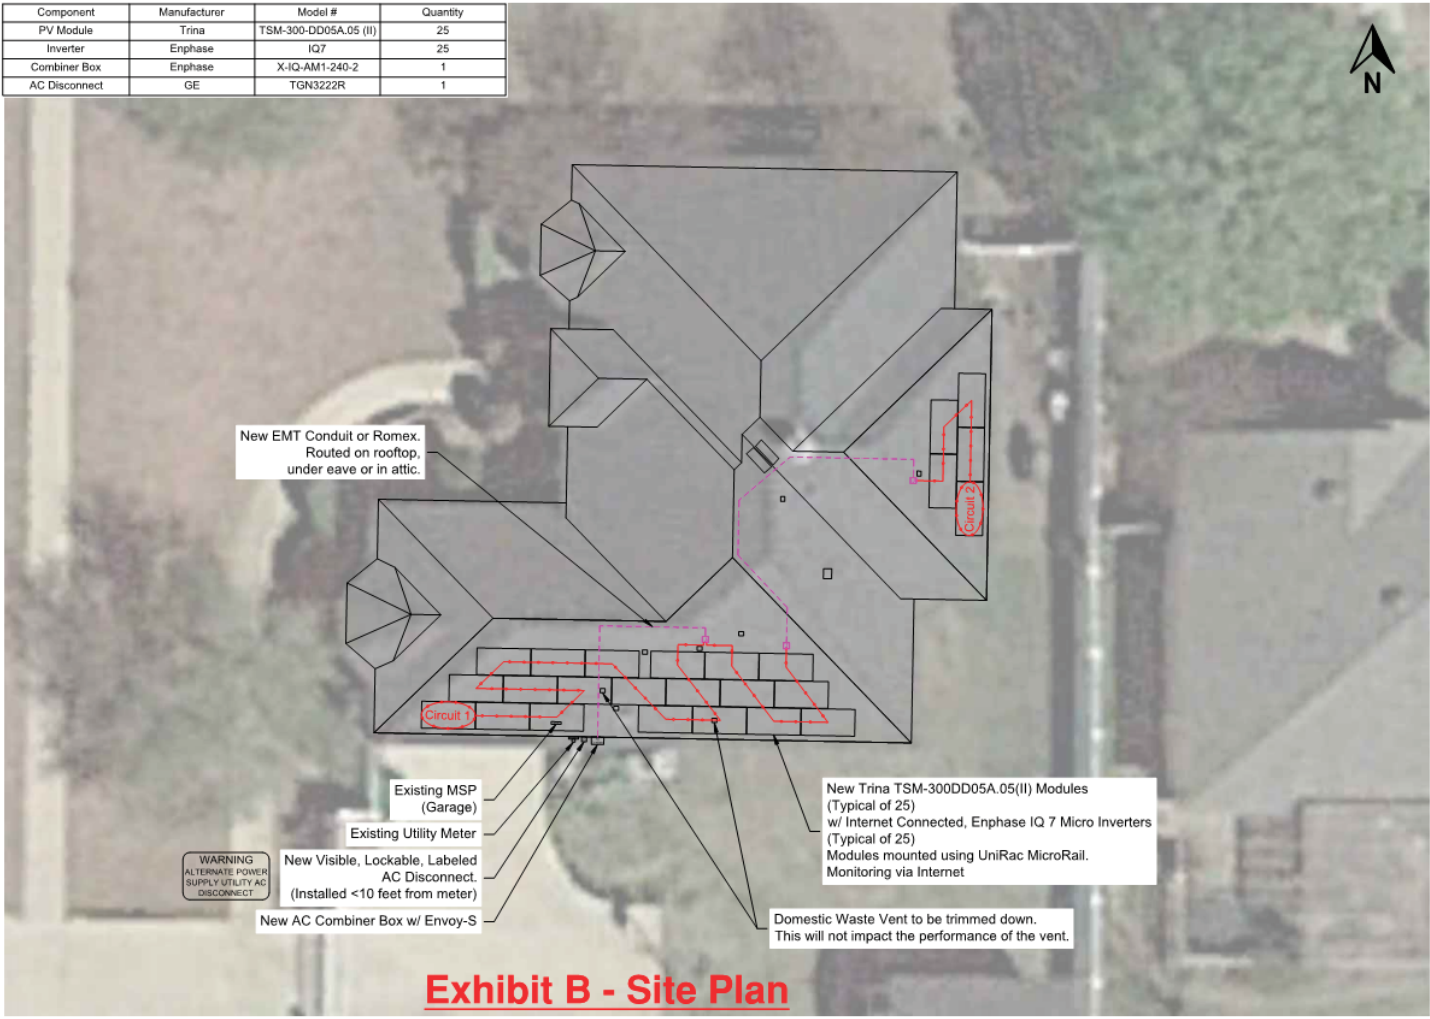 Component Manufacturer Model # Quantity
PV Module Trina TSM-300-DD05A.05 (II) 25
Inverter Enphase IQ7 25
Combiner Box Enphase X-IQ-AM1-240-2 1
AC Disconnect GE TGN3222R 1
N
New EMT Conduit or Romex.
Routed on rooftop,
under eave or in attic.
Circuit 2
Circuit 1
Existing MSP
(Garage)
Existing Utility Meter
New Visible, Lockable, Labeled
AC Disconnect.
(Installed <10 feet from meter)
New AC Combiner Box w/ Envoy-S
WARNING
ALTERNATE POWER
SUPPLY UTILITY AC
DISCONNECT
New Trina TSM-300DD05A.05(II) Modules
(Typical of 25)
w/ Internet Connected, Enphase IQ 7 Micro Inverters
(Typical of 25)
Modules mounted using UniRac MicroRail.
Monitoring via Internet
Domestic Waste Vent to be trimmed down.
This will not impact the performance of the vent.
Exhibit B - Site Plan